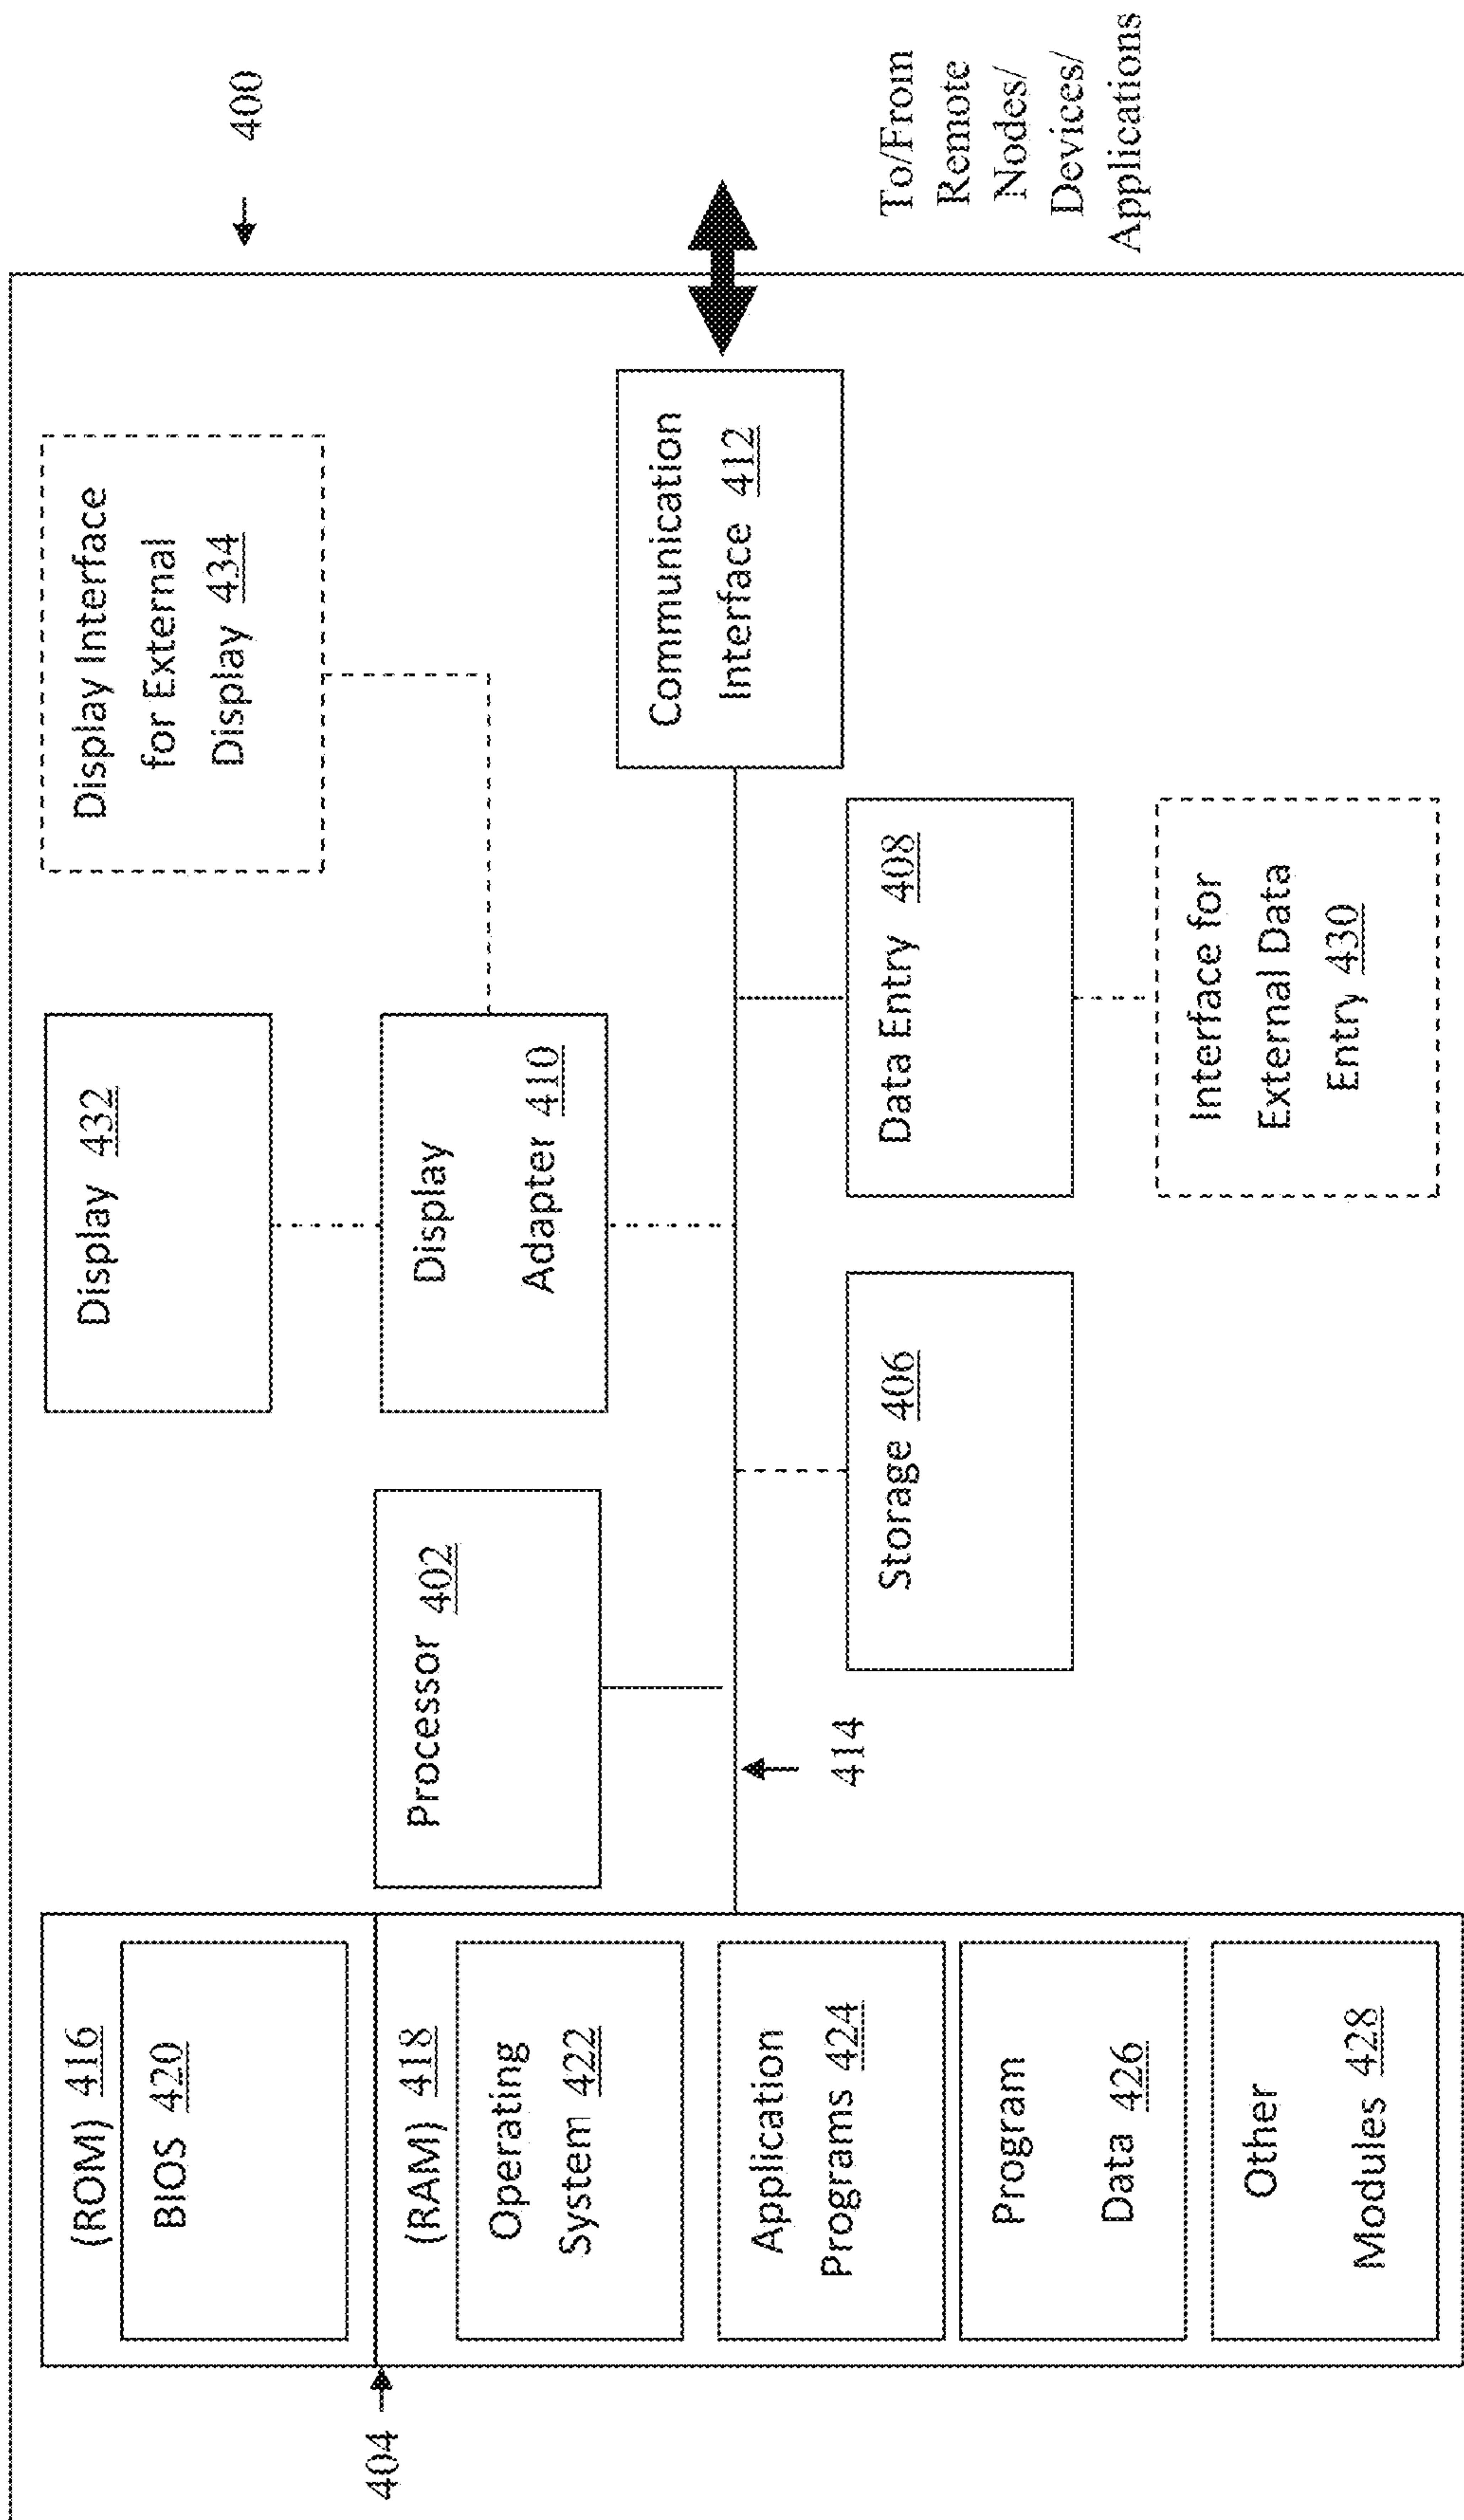 400
(ROM) 416
BIOS 420
404
(RAM) 418
Operating
System 422
Application
Programs 424
Program
Data 426
Other
Modules 428
Processor 402
414
Display 432
Display
Adapter 410
Storage 406
Display Interface
for External
Display 434
Data Entry 408
Interface for
External Data
Entry 430
Communication
Interface 412
To/From
Remote
Nodes/
Devices/
Applications